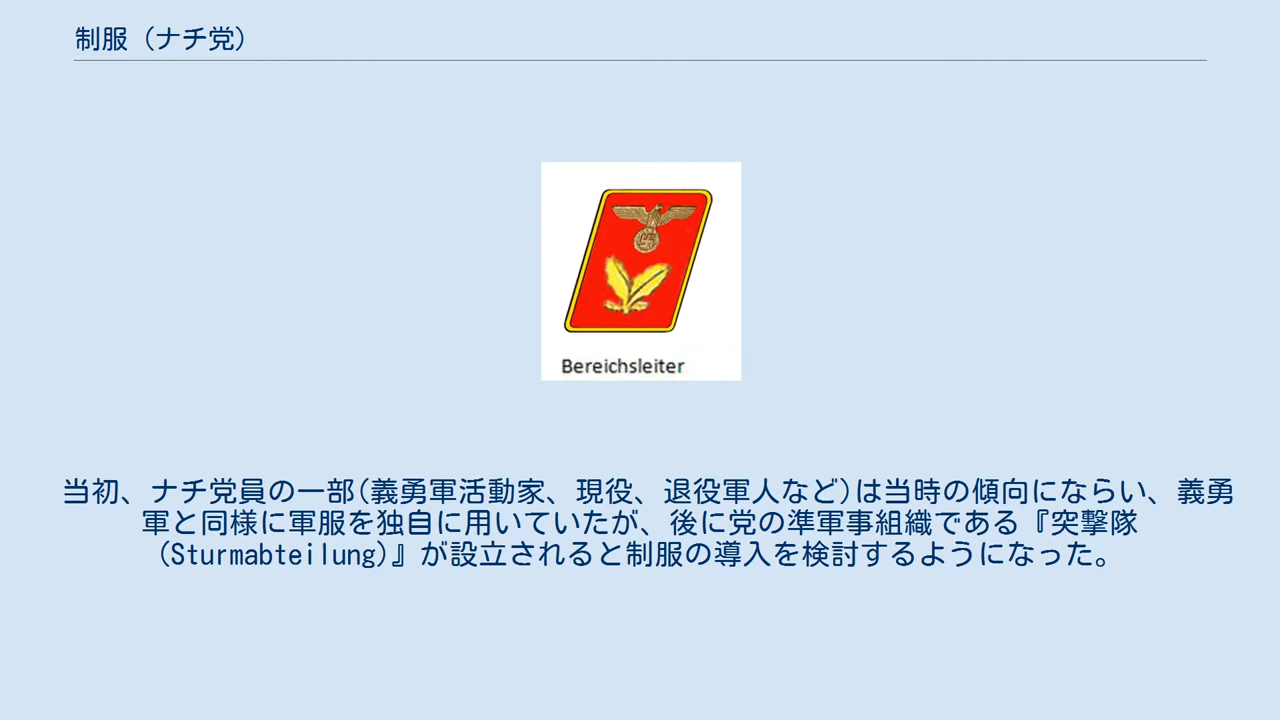 制服（ナチ党）
Bereichsleiter
当初、ナチ党員の一部(義勇軍活動家、現役、退役軍人など)は当時の傾向にならい、義勇
軍と同様に軍服を独自に用いていたが、後に党の準軍事組織である『突撃隊
(Sturmabteilung)』が設立されると制服の導入を検討するようになった。